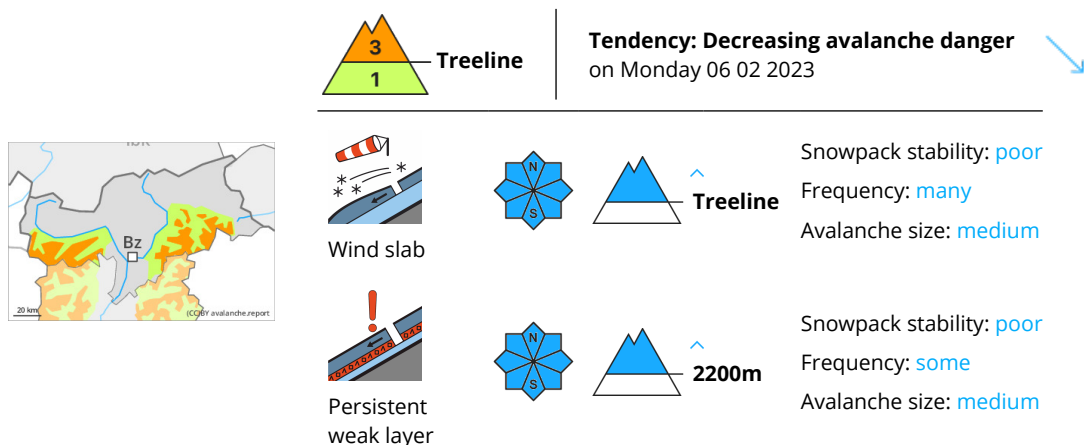 3
1
Treeline
Tendency: Decreasing avalanche danger
on Monday 06 02 2023
Bz
20 km
(CC)BY avalanche.report
N
S
Treeline
Snowpack stability: poor
Frequency: many
Avalanche size: medium
Wind slab
N
S
2200m
Snowpack stability: poor
Frequency: some
Avalanche size: medium
Persistent
weak layer